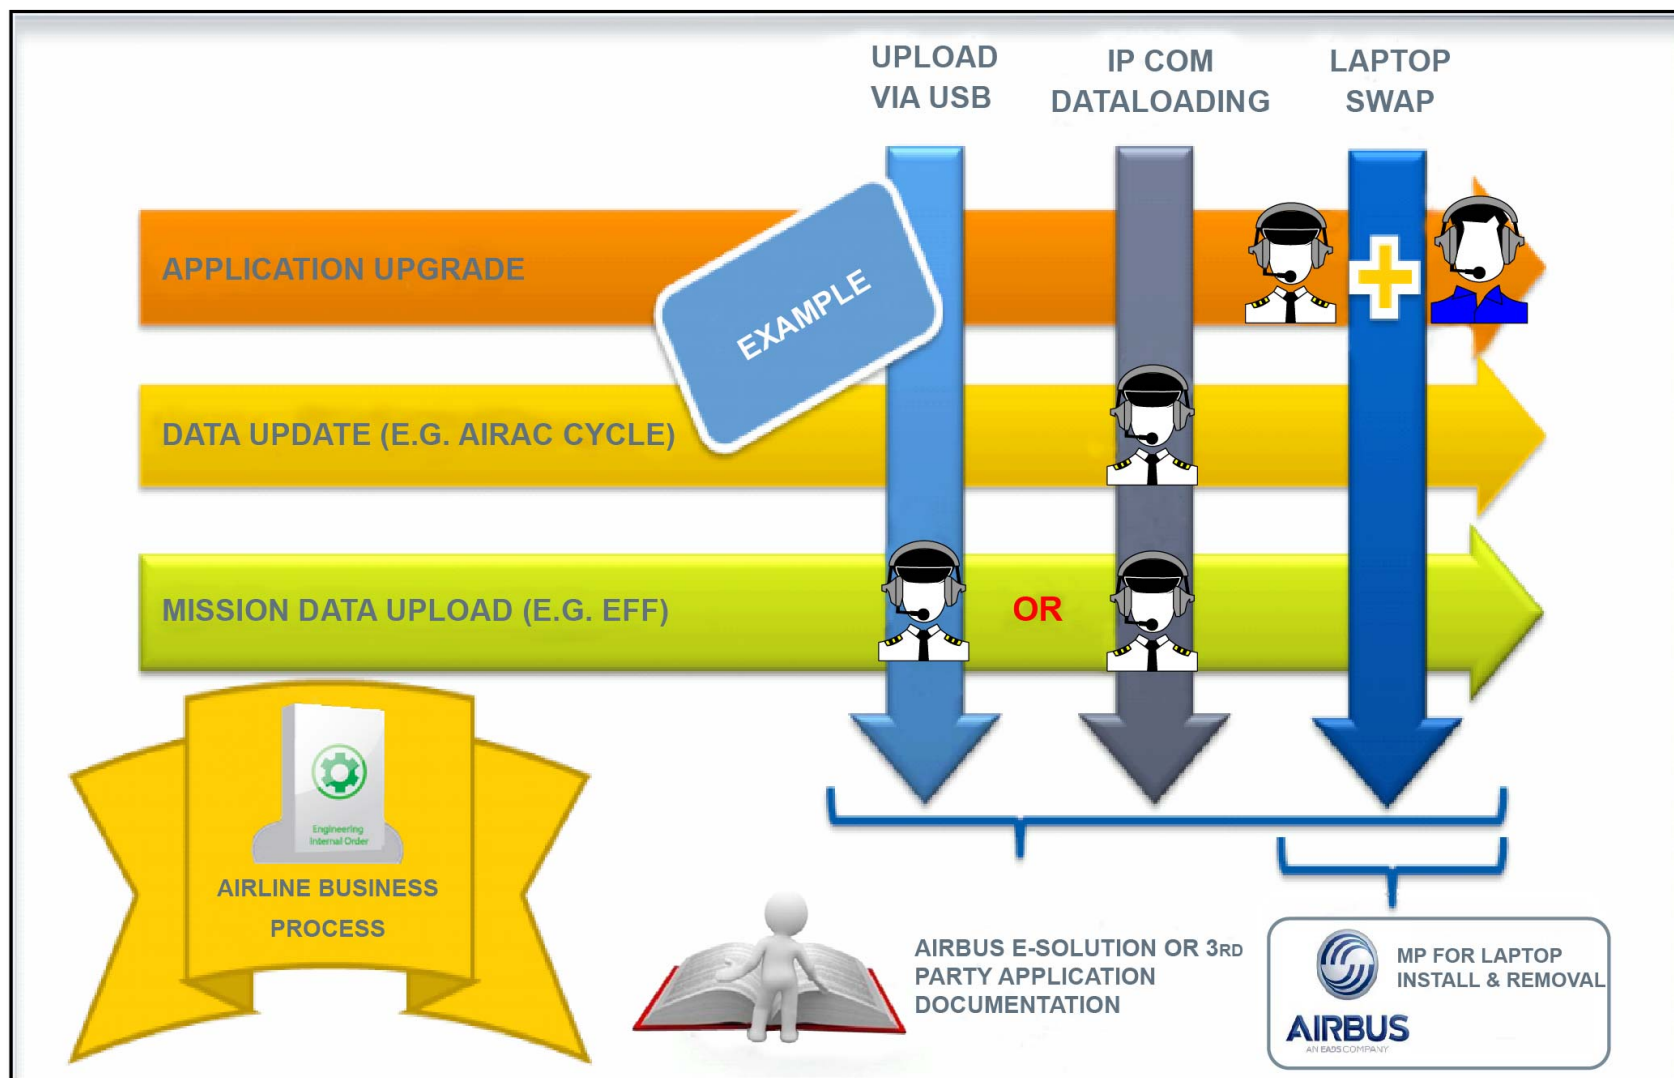 UPLOAD
VIA USB
IP COM
DATALOADING
LAPTOP
SWAP
APPLICATION UPGRADE
EXAMPLE
DATA UPDATE (E.G. AIRAC CYCLE)
MISSION DATA UPLOAD (E.G. EFF)
OR
Engineering
Internal Order
AIRLINE BUSINESS
PROCESS
AIRBUS E-SOLUTION OR 3RD
PARTY APPLICATION
DOCUMENTATION
MP FOR LAPTOP
INSTALL & REMOVAL
AIRBUS
AN EADS COMPANY